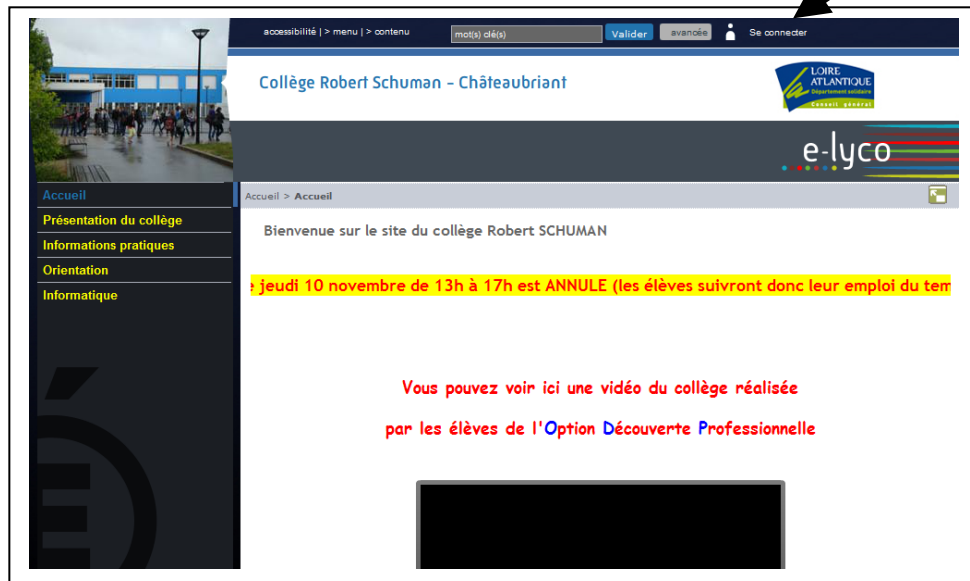 accessibilité | > menu | > contenu
mot(s) clé(s)
Valider
avancée
Se connecter
Collège Robert Schuman - Châteaubriant
LOIRE
ATLANTIQUE
Département solidaire
Conseil général
e-lyco
Accueil
Présentation du collège
Informations pratiques
Orientation
Informatique
Accueil > Accueil
Bienvenue sur le site du collège Robert SCHUMAN
jeudi 10 novembre de 13h à 17h est ANNULE (les élèves suivront donc leur emploi du tem
Vous pouvez voir ici une vidéo du collège réalisée
par les élèves de l'Option Découverte Professionnelle